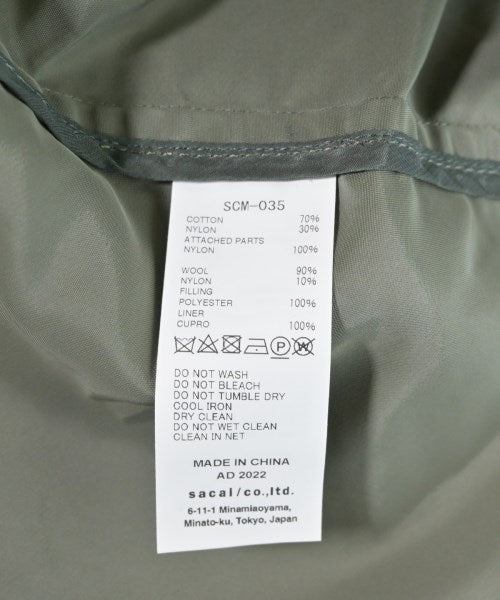 SCM-035
COTTON 70%
NYLON 30%
ATTACHED PARTS
NYLON 100%
WOOL 90%
NYLON 10%
FILLING
POLYESTER 100%
LINER
CUPRO 100%
P W
DO NOT WASH
DO NOT BLEACH
DO NOT TUMBLE DRY
COOL IRON
DRY CLEAN
DO NOT WET CLEAN
CLEAN IN NET
MADE IN CHINA
AD 2022
sacai/co.,ltd.
6-11-1 Minamiaoyama,
Minato-ku, Tokyo, Japan